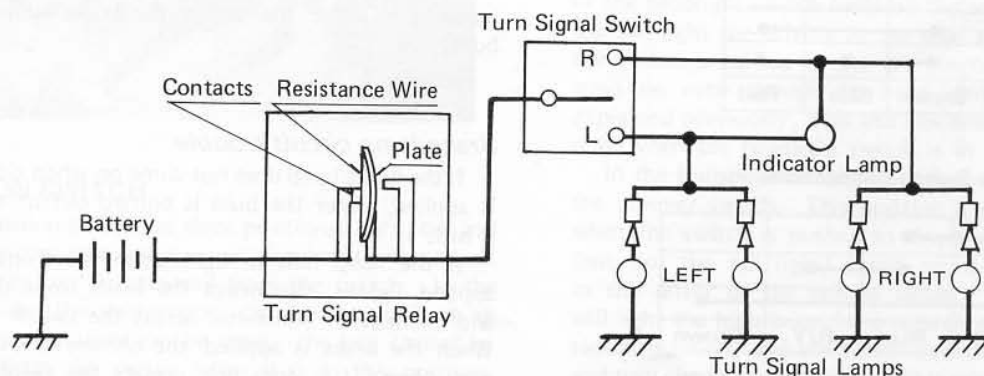 Turn Signal Switch
R
Contacts
Resistance Wire
L
Plate
Indicator Lamp
Battery
LEFT
RIGHT
Turn Signal Relay
Turn Signal Lamps